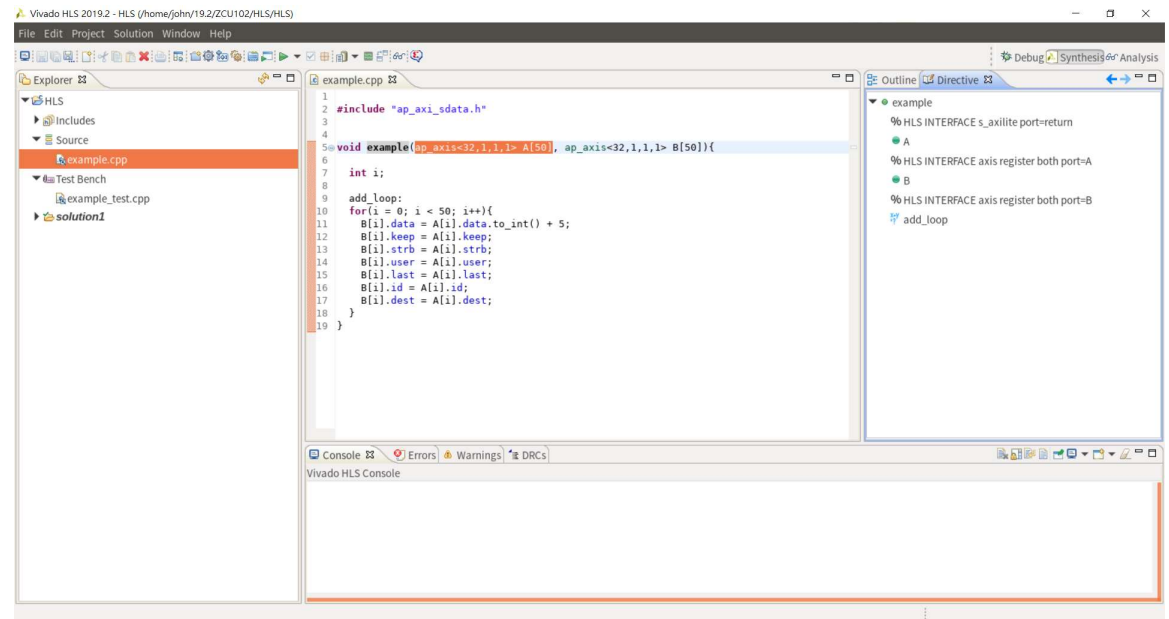 Vivado HLS 2019.2 - HLS (/home/john/19.2/ZCU102/HLS/HLS)
File Edit Project Solution Window Help
Debug Synthesis Analysis
Explorer
HLS
Includes
Source
example.cpp
Test Bench
example_test.cpp
solution1
example.cpp
1
2 #include "ap_axi_sdata.h"
3
4
5 void example(ap_axis<32,1,1,1> A[50], ap_axis<32,1,1,1> B[50]){
6
7 int i;
8
9 add_loop:
10 for(i = 0; i < 50; i++){
11 B[i].data = A[i].data.to_int() + 5;
12 B[i].keep = A[i].keep;
13 B[i].strb = A[i].strb;
14 B[i].user = A[i].user;
15 B[i].last = A[i].last;
16 B[i].id = A[i].id;
17 B[i].dest = A[i].dest;
18 }
19 }
Outline Directive
example
% HLS INTERFACE s_axilite port=return
A
% HLS INTERFACE axis register both port=A
B
% HLS INTERFACE axis register both port=B
add_loop
Console Errors Warnings DRCs
Vivado HLS Console